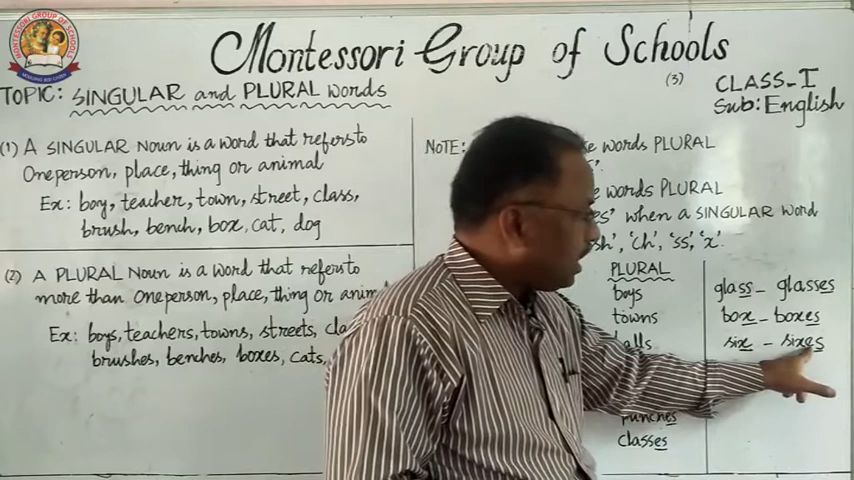 MONTESSORI GROUP OF SCHOOLS
Montessori Group of Schools
(3)
CLASS-I
Sub: English
TOPIC: SINGULAR and PLURAL words
(1) A SINGULAR Noun is a word that refers to
One person, place, thing or animal
Ex: boy, teacher, town, street, class,
brush, bench, box, cat, dog
(2) A PLURAL Noun is a word that refers to
more than One person, place, thing or
Ex: boys, teachers, towns, streets,
brushes, benches, boxes, cats,
NOTE: words PLURAL
words PLURAL
when a SINGULAR word
'ch', 'ss', 'x'.
PLURAL
boys
towns
punches
classes
glass - glasses
box - boxes
six - sixes